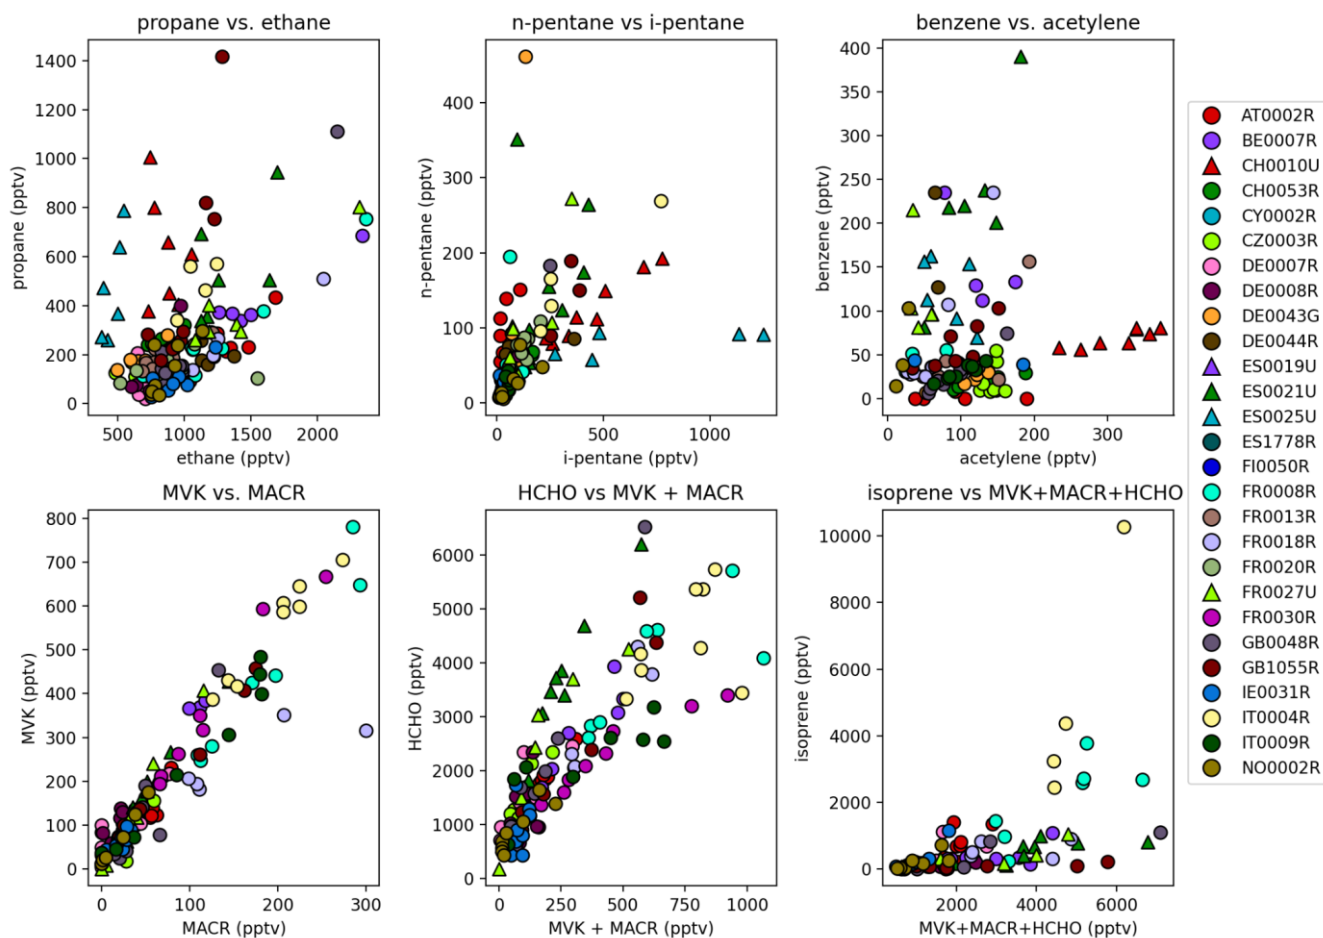 propane vs. ethane
propane (pptv)
1400
1200
1000
800
600
400
200
0
500
1000
1500
2000
ethane (pptv)
n-pentane vs i-pentane
n-pentane (pptv)
400
300
200
100
0
0
500
1000
i-pentane (pptv)
benzene vs. acetylene
benzene (pptv)
400
350
300
250
200
150
100
50
0
0
100
200
300
acetylene (pptv)
MVK vs. MACR
MVK (pptv)
800
700
600
500
400
300
200
100
0
0
100
200
300
MACR (pptv)
HCHO vs MVK + MACR
HCHO (pptv)
6000
5000
4000
3000
2000
1000
0
0
250
500
750
1000
MVK + MACR (pptv)
isoprene vs MVK+MACR+HCHO
isoprene (pptv)
10000
8000
6000
4000
2000
0
2000
4000
6000
MVK+MACR+HCHO (pptv)
AT0002R
BE0007R
CH0010U
CH0053R
CY0002R
CZ0003R
DE0007R
DE0008R
DE0043G
DE0044R
ES0019U
ES0021U
ES0025U
ES1778R
FI0050R
FR0008R
FR0013R
FR0018R
FR0020R
FR0027U
FR0030R
GB0048R
GB1055R
IE0031R
IT0004R
IT0009R
NO0002R